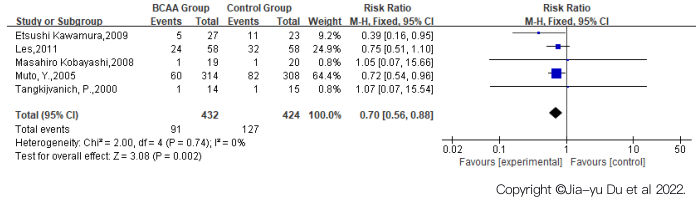 BCAA Group Control Group Risk Ratio Risk Ratio
Study or Subgroup Events Total Events Total Weight M-H, Fixed, 95% CI M-H, Fixed, 95% CI
Etsushi Kawamura,2009 5 27 11 23 9.2% 0.39 [0.16, 0.95]
Les,2011 24 58 32 58 24.8% 0.75 [0.51, 1.10]
Masahiro Kobayashi,2008 1 19 1 20 0.8% 1.05 [0.07, 15.66]
Muto, Y.,2005 60 314 82 308 64.4% 0.72 [0.54, 0.96]
Tangkijvanich, P.,2000 1 14 1 15 0.8% 1.07 [0.07, 15.54]
Total (95% CI) 432 424 100.0% 0.70 [0.56, 0.88]
Total events 91 127
Heterogeneity: Chi² = 2.00, df = 4 (P = 0.74); I² = 0%
Test for overall effect: Z = 3.08 (P = 0.002)
0.02 0.1 1 10 50
Favours [experimental] Favours [control]
Copyright ©Jia-yu Du et al 2022.